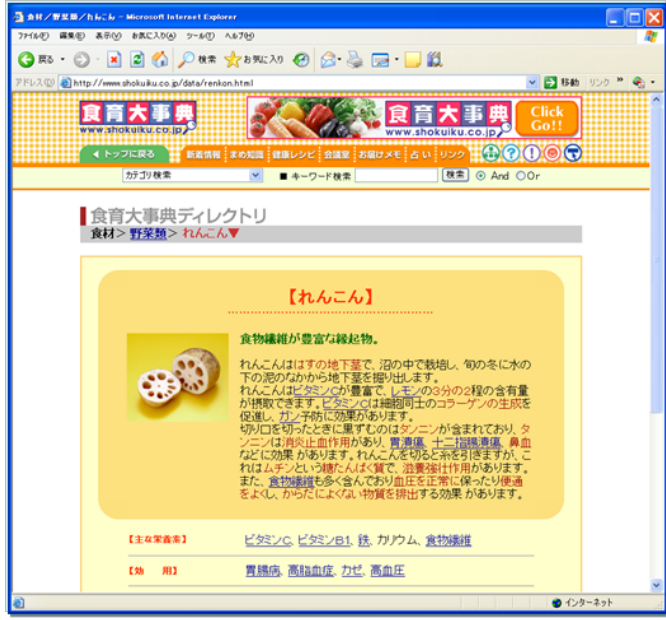 食材／野菜類／れんこん - Microsoft Internet Explorer
ファイル(F) 編集(E) 表示(V) お気に入り(A) ツール(T) ヘルプ(H)
戻る 検索 お気に入り
アドレス(D) http://www.shokuiku.co.jp/data/renkon.html 移動 リンク »
食育大事典
www.shokuiku.co.jp
食育大事典
www.shokuiku.co.jp
Click Go!!
トップに戻る 新着情報 まめ知識 健康レシピ 会議室 お届けメモ 占い リンク
カテゴリ検索 ■ キーワード検索 検索 And Or
食育大事典ディレクトリ
食材> 野菜類> れんこん▼
【れんこん】
食物繊維が豊富な縁起物。
れんこんははすの地下茎で、沼の中で栽培し、旬の冬に水の
下の泥のなかから地下茎を掘り出します。
れんこんはビタミンCが豊富で、レモンの3分の2程の含有量
が摂取できます。ビタミンCは細胞同士のコラーゲンの生成を
促進し、ガン予防に効果があります。
切り口を切ったときに黒ずむのはタンニンが含まれており、タ
ンニンは消炎止血作用があり、胃潰瘍、十二指腸潰瘍、鼻血
などに効果があります。れんこんを切ると糸を引きますが、こ
れはムチンという糖たんぱく質で、滋養強壮作用があります。
また、食物繊維も多く含んでおり血圧を正常に保ったり便通
をよくし、からだによくない物質を排出する効果があります。
【主な栄養素】 ビタミンC、ビタミンB1、鉄、カリウム、食物繊維
【効 用】 胃腸病、高脂血症、カゼ、高血圧
インターネット